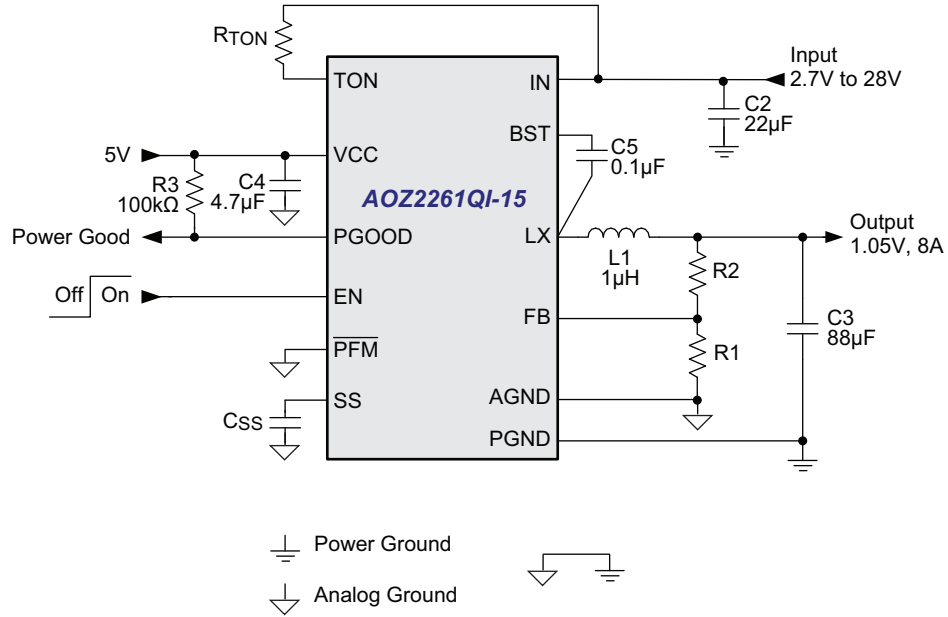 RTON
TON
IN
Input
2.7V to 28V
C2
22µF
BST
C5
0.1µF
5V
VCC
R3
100kΩ
C4
4.7µF
AOZ2261QI-15
Power Good
PGOOD
LX
L1
1µH
Output
1.05V, 8A
R2
Off
On
EN
FB
C3
88µF
PFM
R1
SS
CSS
AGND
PGND
Power Ground
Analog Ground